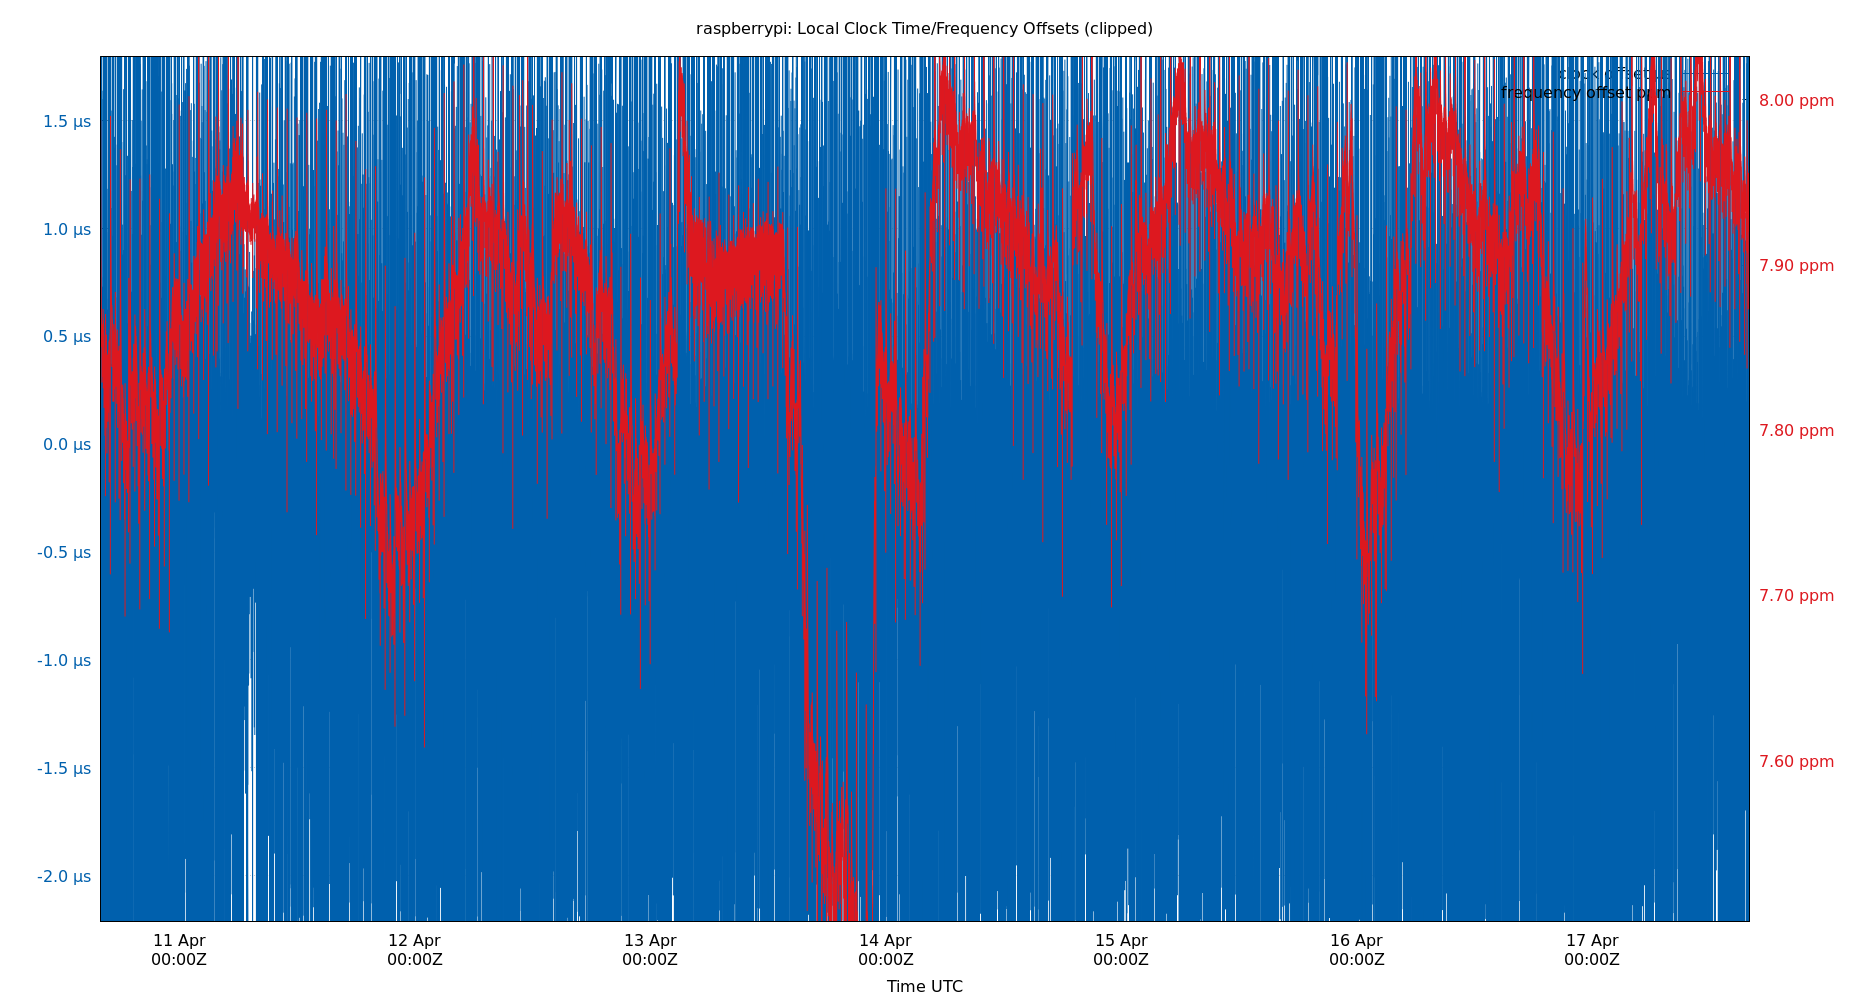 raspberrypi: Local Clock Time/Frequency Offsets (clipped)
clock offset μs
frequency offset ppm
1.5 μs
1.0 μs
0.5 μs
0.0 μs
-0.5 μs
-1.0 μs
-1.5 μs
-2.0 μs
8.00 ppm
7.90 ppm
7.80 ppm
7.70 ppm
7.60 ppm
11 Apr
00:00Z
12 Apr
00:00Z
13 Apr
00:00Z
14 Apr
00:00Z
15 Apr
00:00Z
16 Apr
00:00Z
17 Apr
00:00Z
Time UTC